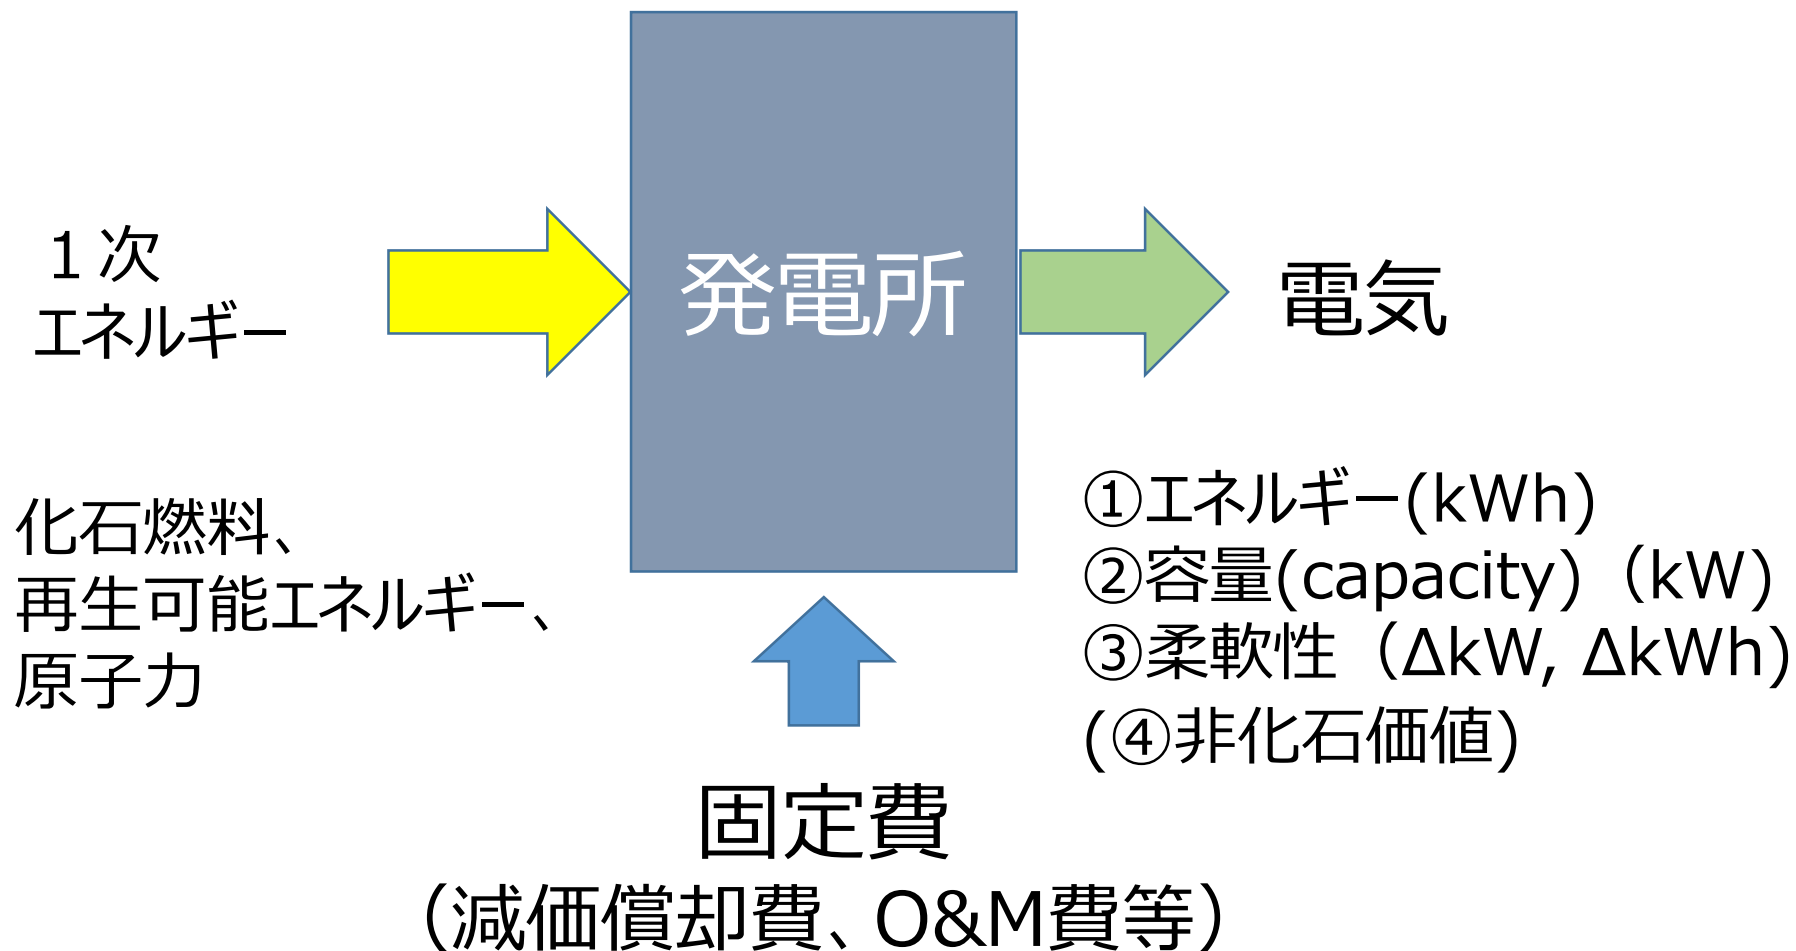 1次
エネルギー
化石燃料、
再生可能エネルギー、
原子力
発電所
電気
①エネルギー(kWh)
②容量(capacity)（kW)
③柔軟性（ΔkW, ΔkWh)
(④非化石価値)
固定費
（減価償却費、O&M費等）